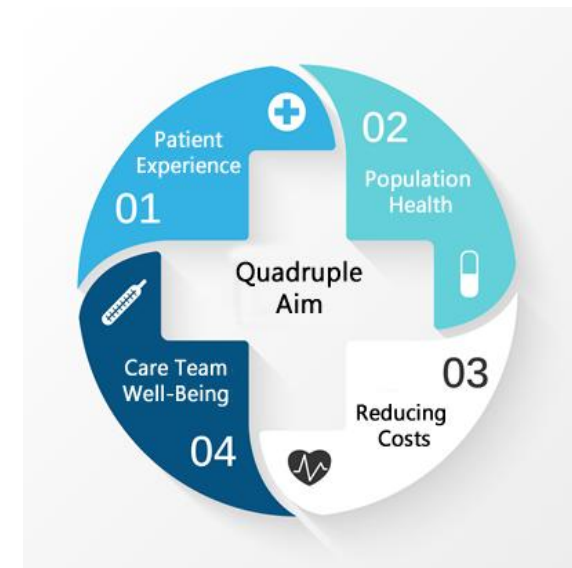 Patient
Experience
01
02
Population
Health
Quadruple
Aim
03
Reducing
Costs
Care Team
Well-Being
04